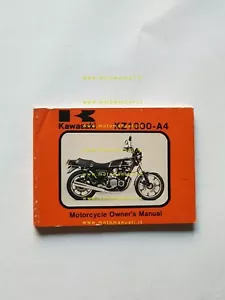 Kawasaki KZ1000-A4
Motorcycle Owner's Manual
www.motomanuali.it